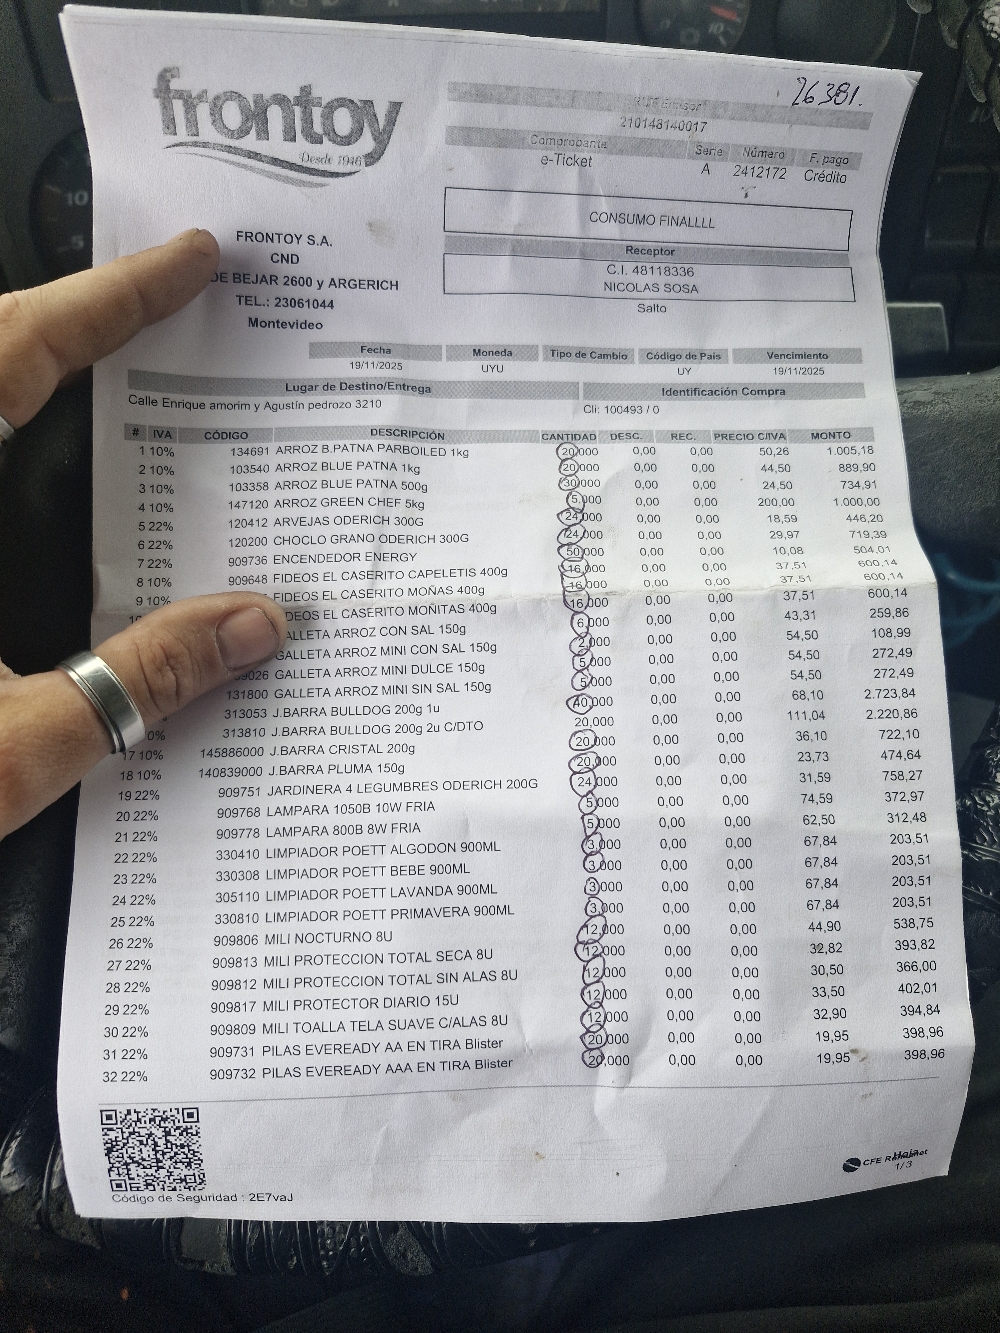 26381.
frontoy
Desde 1946
RUC Emisor
210148140017
Comprobante Serie Número F. pago
e-Ticket A 2412172 Crédito
CONSUMO FINALLLL
Receptor
C.I. 48118336
NICOLAS SOSA
Salto
FRONTOY S.A.
CND
DE BEJAR 2600 y ARGERICH
TEL.: 23061044
Montevideo
Fecha Moneda Tipo de Cambio Código de País Vencimiento
19/11/2025 UYU UY 19/11/2025
Lugar de Destino/Entrega Identificación Compra
Calle Enrique amorim y Agustín pedrozo 3210 Cli: 100493 / 0
# IVA CÓDIGO DESCRIPCIÓN CANTIDAD DESC. REC. PRECIO C/IVA MONTO
1 10% 134691 ARROZ B.PATNA PARBOILED 1kg 20,000 0,00 0,00 50,26 1.005,18
2 10% 103540 ARROZ BLUE PATNA 1kg 20,000 0,00 0,00 44,50 889,90
3 10% 103358 ARROZ BLUE PATNA 500g 30,000 0,00 0,00 24,50 734,91
4 10% 147120 ARROZ GREEN CHEF 5kg 5,000 0,00 0,00 200,00 1.000,00
5 22% 120412 ARVEJAS ODERICH 300G 24,000 0,00 0,00 18,59 446,20
6 22% 120200 CHOCLO GRANO ODERICH 300G 24,000 0,00 0,00 29,97 719,39
7 22% 909736 ENCENDEDOR ENERGY 50,000 0,00 0,00 10,08 504,01
8 10% 909648 FIDEOS EL CASERITO CAPELETIS 400g 16,000 0,00 0,00 37,51 600,14
9 10% FIDEOS EL CASERITO MOÑAS 400g 16,000 0,00 0,00 37,51 600,14
DEOS EL CASERITO MOÑITAS 400g 16,000 0,00 0,00 37,51 600,14
ALLETA ARROZ CON SAL 150g 6,000 0,00 0,00 43,31 259,86
GALLETA ARROZ MINI CON SAL 150g 2,000 0,00 0,00 54,50 108,99
9026 GALLETA ARROZ MINI DULCE 150g 5,000 0,00 0,00 54,50 272,49
131800 GALLETA ARROZ MINI SIN SAL 150g 5,000 0,00 0,00 54,50 272,49
313053 J.BARRA BULLDOG 200g 1u 40,000 0,00 0,00 68,10 2.723,84
0% 313810 J.BARRA BULLDOG 200g 2u C/DTO 20,000 0,00 0,00 111,04 2.220,86
17 10% 145886000 J.BARRA CRISTAL 200g 20,000 0,00 0,00 36,10 722,10
18 10% 140839000 J.BARRA PLUMA 150g 20,000 0,00 0,00 23,73 474,64
19 22% 909751 JARDINERA 4 LEGUMBRES ODERICH 200G 24,000 0,00 0,00 31,59 758,27
20 22% 909768 LAMPARA 1050B 10W FRIA 5,000 0,00 0,00 74,59 372,97
21 22% 909778 LAMPARA 800B 8W FRIA 5,000 0,00 0,00 62,50 312,48
22 22% 330410 LIMPIADOR POETT ALGODON 900ML 3,000 0,00 0,00 67,84 203,51
23 22% 330308 LIMPIADOR POETT BEBE 900ML 3,000 0,00 0,00 67,84 203,51
24 22% 305110 LIMPIADOR POETT LAVANDA 900ML 3,000 0,00 0,00 67,84 203,51
25 22% 330810 LIMPIADOR POETT PRIMAVERA 900ML 3,000 0,00 0,00 67,84 203,51
26 22% 909806 MILI NOCTURNO 8U 12,000 0,00 0,00 44,90 538,75
27 22% 909813 MILI PROTECCION TOTAL SECA 8U 12,000 0,00 0,00 32,82 393,82
28 22% 909812 MILI PROTECCION TOTAL SIN ALAS 8U 12,000 0,00 0,00 30,50 366,00
29 22% 909817 MILI PROTECTOR DIARIO 15U 12,000 0,00 0,00 33,50 402,01
30 22% 909809 MILI TOALLA TELA SUAVE C/ALAS 8U 12,000 0,00 0,00 32,90 394,84
31 22% 909731 PILAS EVEREADY AA EN TIRA Blister 20,000 0,00 0,00 19,95 398,96
32 22% 909732 PILAS EVEREADY AAA EN TIRA Blister 20,000 0,00 0,00 19,95 398,96
Código de Seguridad : 2E7vaJ
CFE
1/3